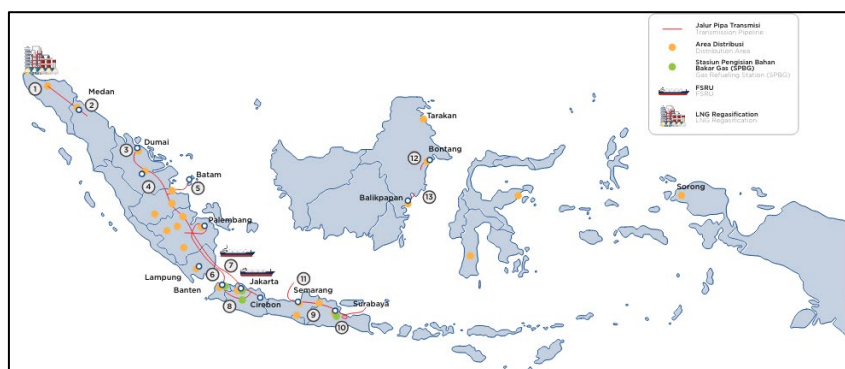 Jalur Pipa Transmisi
Transmission Pipeline
Area Distribusi
Distribution Area
Stasiun Pengisian Bahan
Bakar Gas (SPBG)
Gas Refueling Station (SPBG)
FSRU
FSRU
LNG Regasification
LNG Regasification
1
Medan
2
Tarakan
3
Dumai
12
Bontang
4
Batam
5
Balikpapan
13
Sorong
Palembang
Lampung
6
7
11
Banten
Jakarta
Semarang
Surabaya
8
Cirebon
9
10